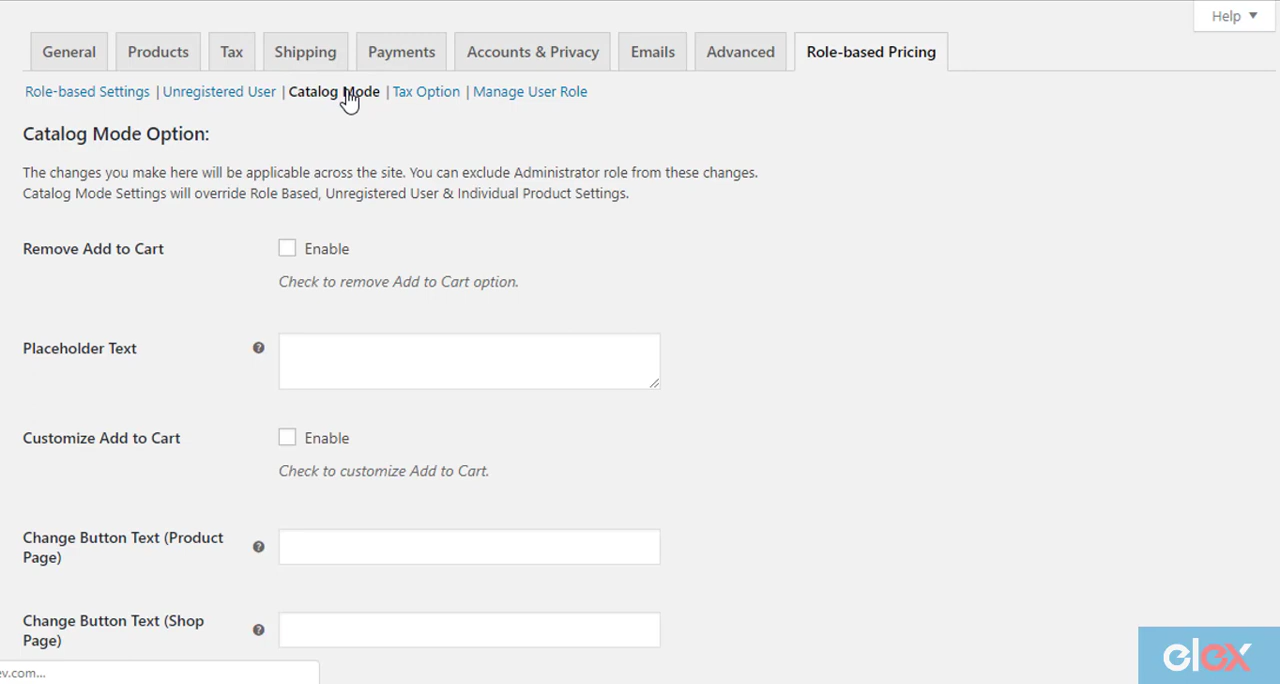 Help
General Products Tax Shipping Payments Accounts & Privacy Emails Advanced Role-based Pricing
Role-based Settings | Unregistered User | Catalog Mode | Tax Option | Manage User Role
Catalog Mode Option:
The changes you make here will be applicable across the site. You can exclude Administrator role from these changes.
Catalog Mode Settings will override Role Based, Unregistered User & Individual Product Settings.
Remove Add to Cart Enable
Check to remove Add to Cart option.
Placeholder Text
Customize Add to Cart Enable
Check to customize Add to Cart.
Change Button Text (Product
Page)
Change Button Text (Shop
Page)
ev.com...
elex